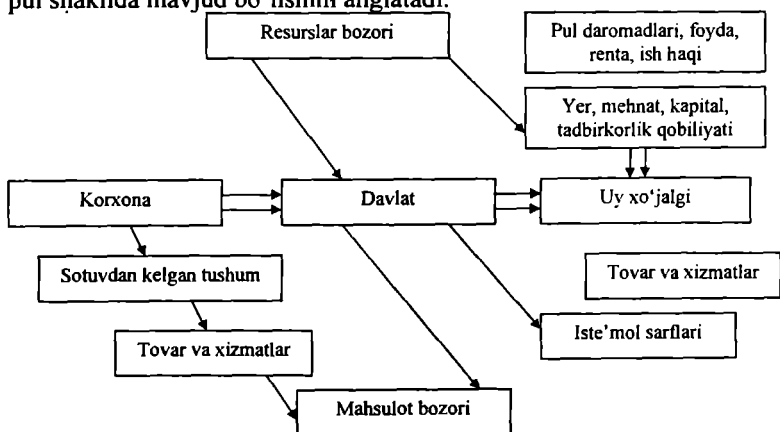 pul shaklida mavjud bo‘lishini anglatadi.
Resurslar bozori
Pul daromadlari, foyda,
renta, ish haqi
Yer, mehnat, kapital,
tadbirkorlik qobiliyati
Korxona
Davlat
Uy xo‘jalgi
Sotuvdan kelgan tushum
Tovar va xizmatlar
Iste’mol sarflari
Tovar va xizmatlar
Mahsulot bozori